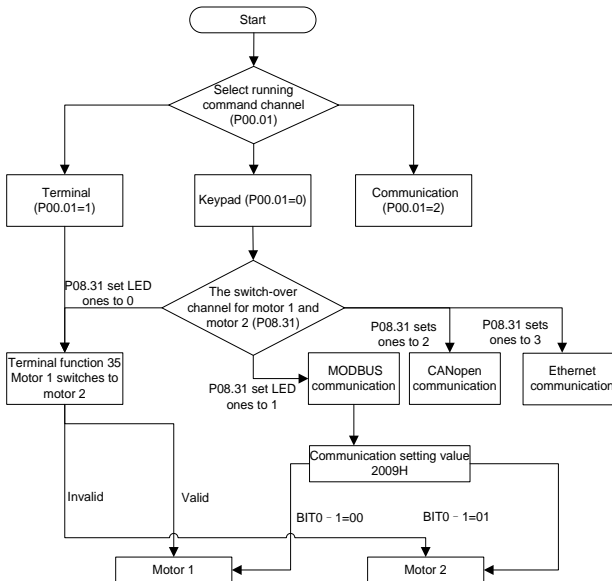 Start
Select running
command channel
(P00.01)
Terminal
(P00.01=1)
Keypad (P00.01=0)
Communication
(P00.01=2)
P08.31 set LED
ones to 0
The switch-over
channel for motor 1 and
motor 2 (P08.31)
P08.31 sets
ones to 2
P08.31 sets
ones to 3
Terminal function 35
Motor 1 switches to
motor 2
P08.31 set LED
ones to 1
MODBUS
communication
CANopen
communication
Ethernet
communication
Communication setting value
2009H
Invalid
Valid
BIT0﹣1=00
BIT0﹣1=01
Motor 1
Motor 2